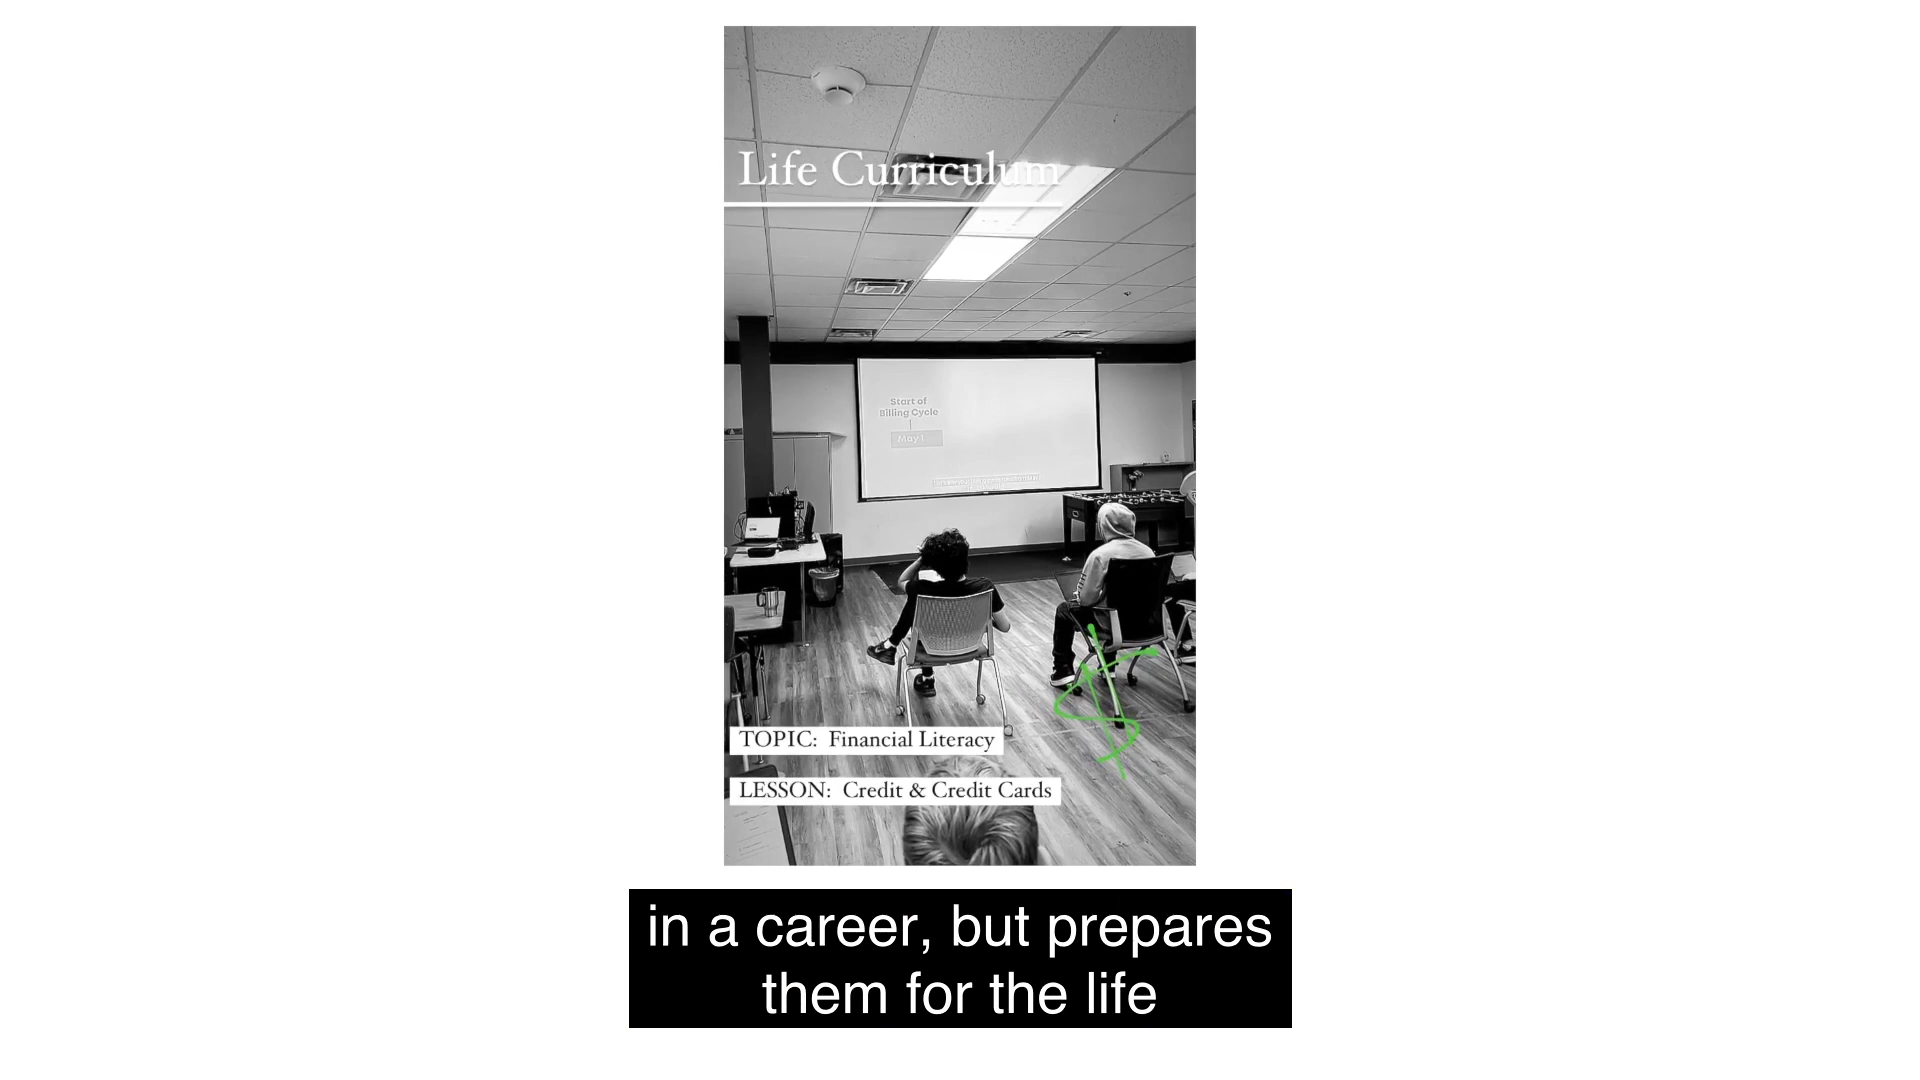 Life Curriculum
Start of
Billing Cycle
May 1
TOPIC: Financial Literacy
LESSON: Credit & Credit Cards
in a career, but prepares
them for the life